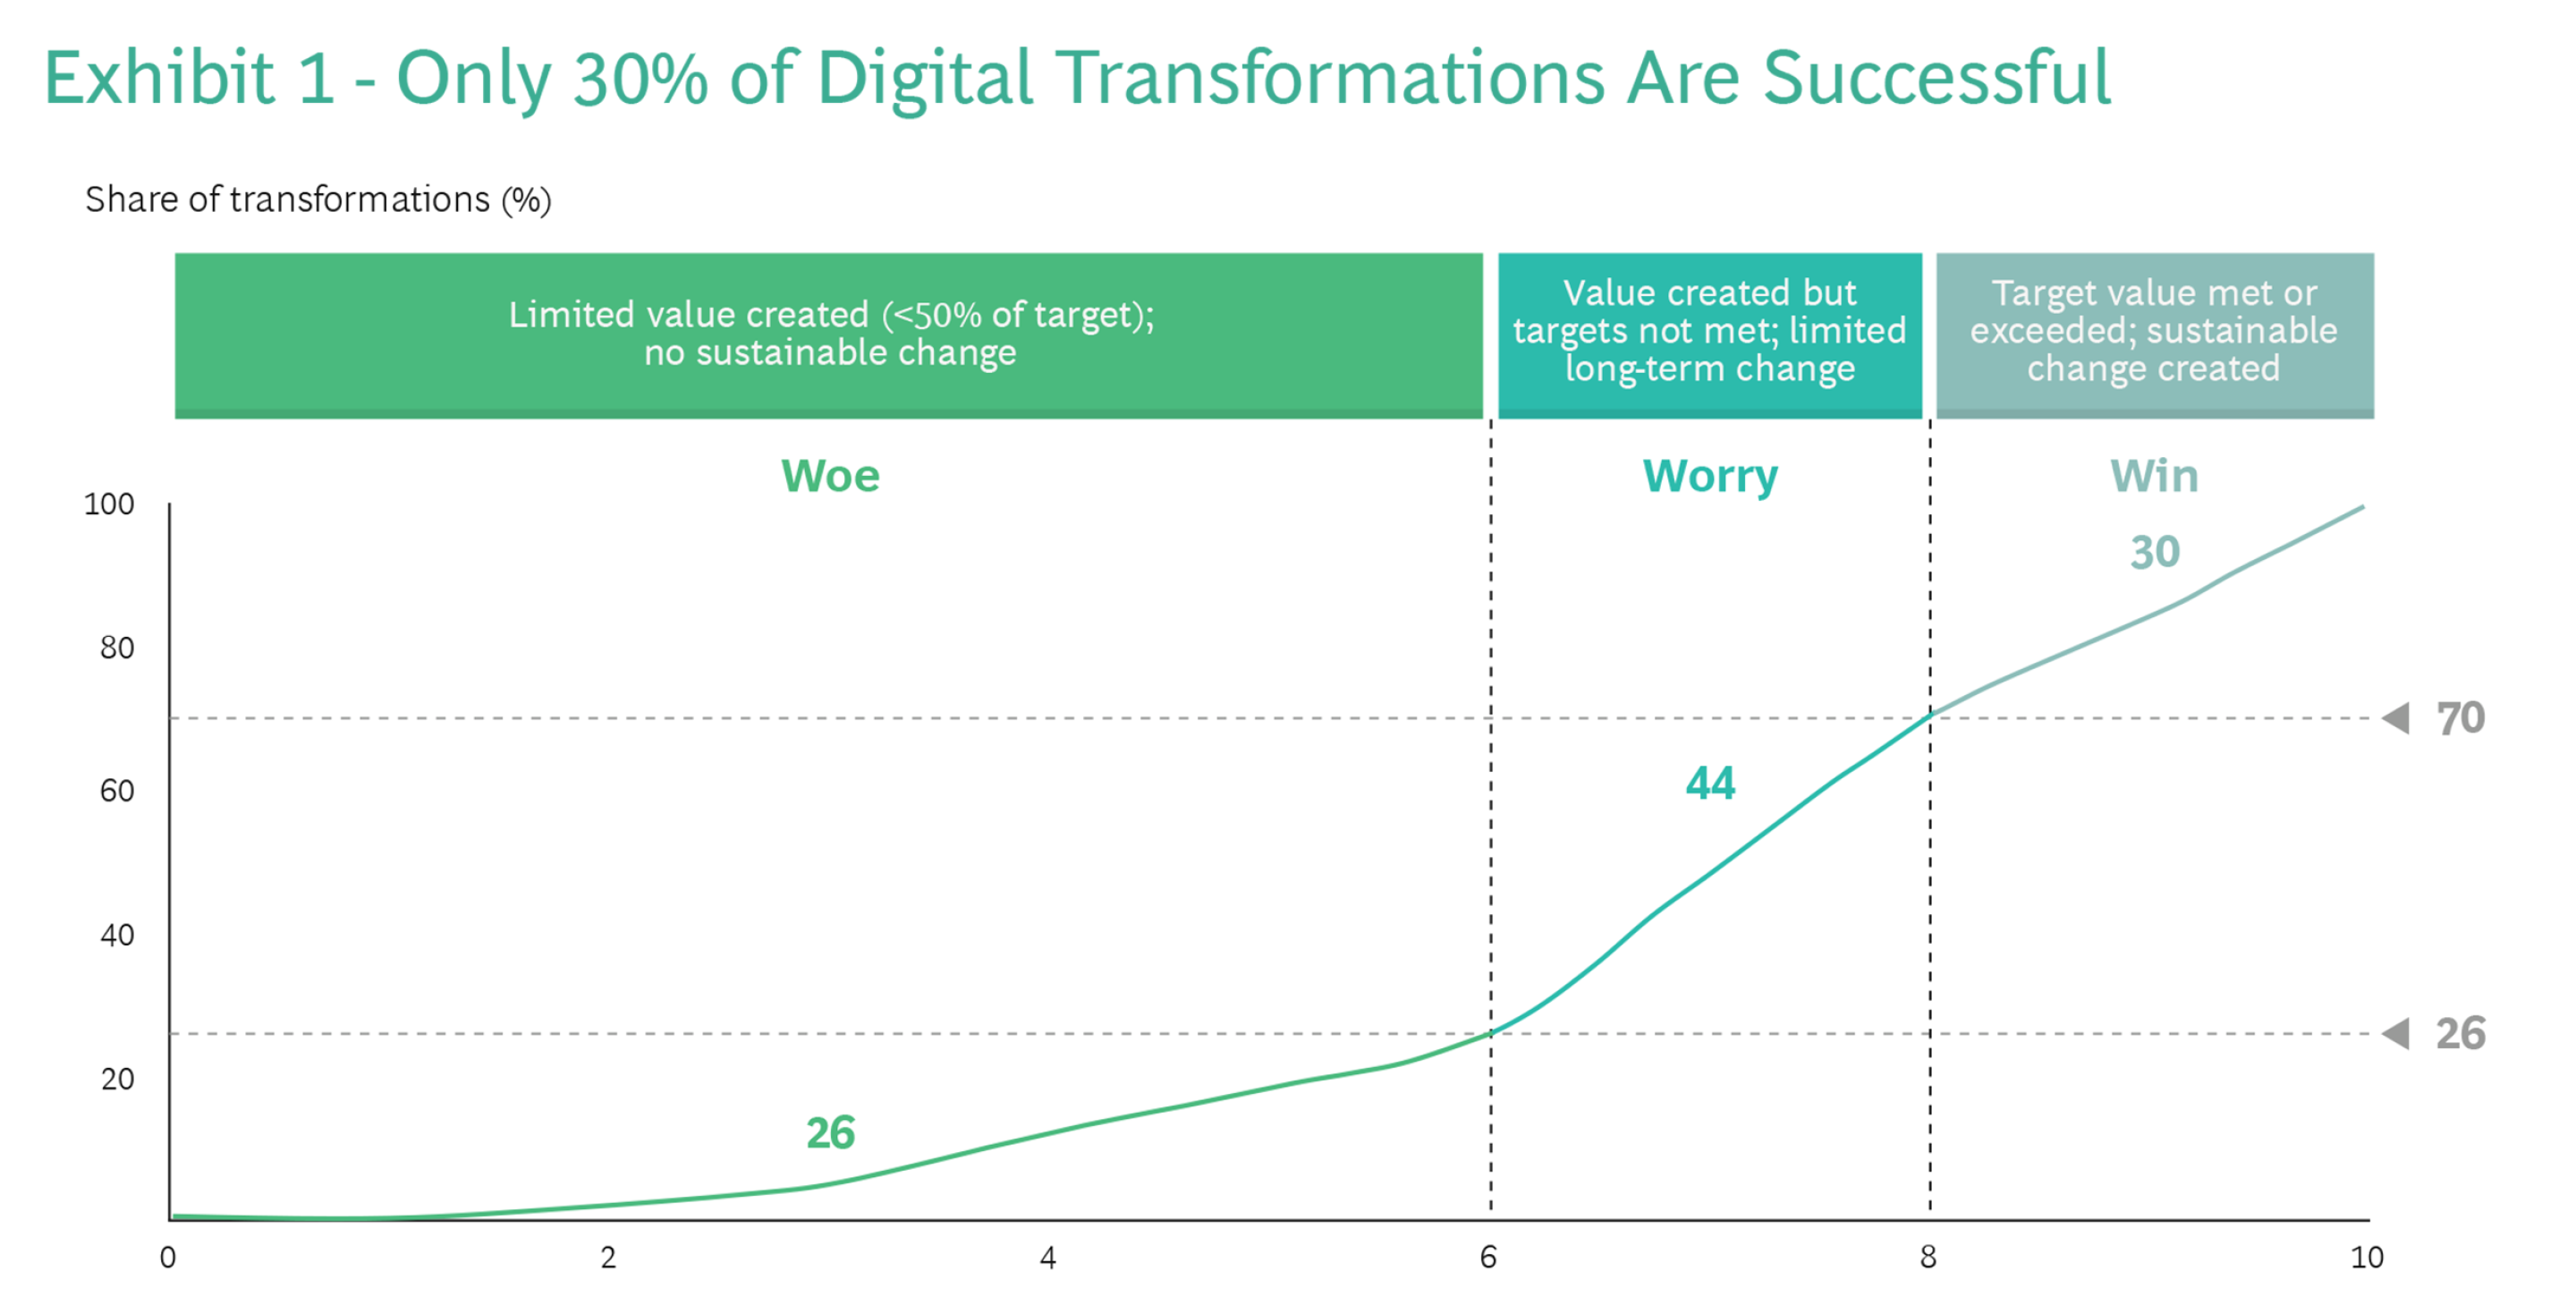 Exhibit 1 - Only 30% of Digital Transformations Are Successful
Share of transformations (%)
Limited value created (<50% of target);
no sustainable change
Value created but
targets not met; limited
long-term change
Target value met or
exceeded; sustainable
change created
Woe
Worry
Win
100
80
60
40
20
30
44
26
70
26
0
2
4
6
8
10